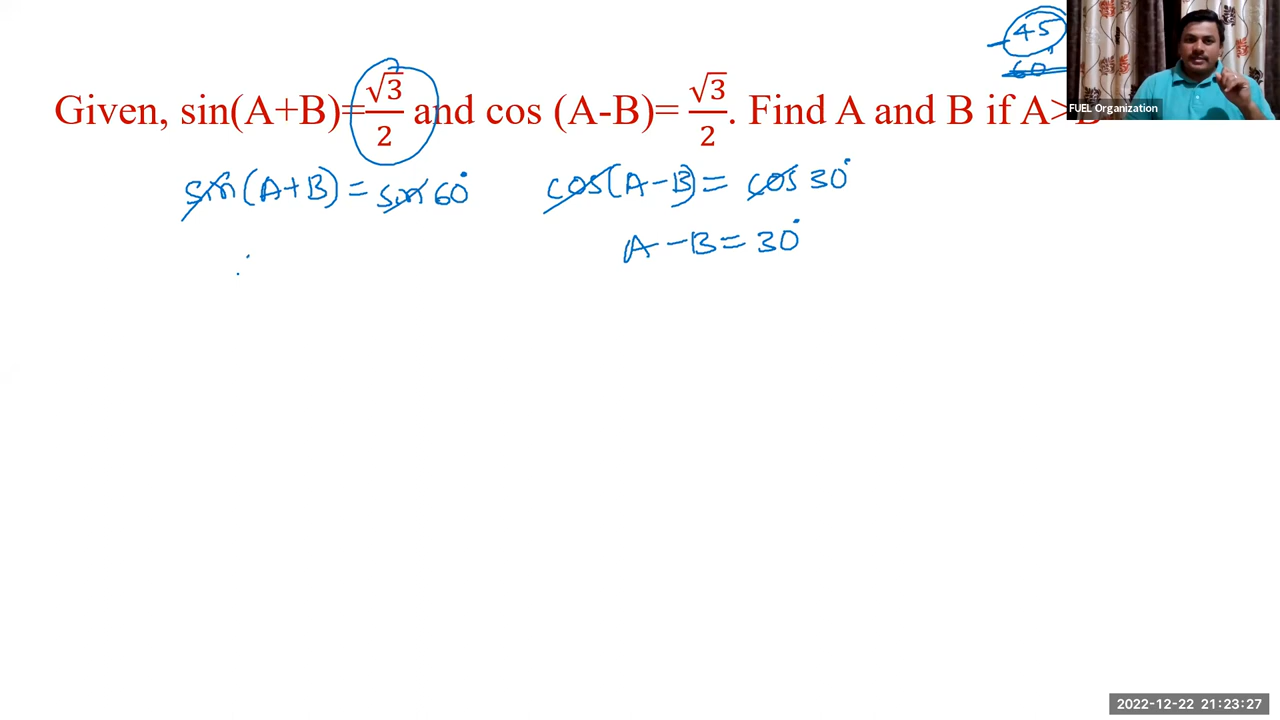 45
60
FUEL Organization
Given, sin(A+B)=√3/2 and cos (A-B)= √3/2. Find A and B if A>B
sin(A+B) = sin 60° cos(A-B) = cos 30°
A-B = 30°
2022-12-22 21:23:27